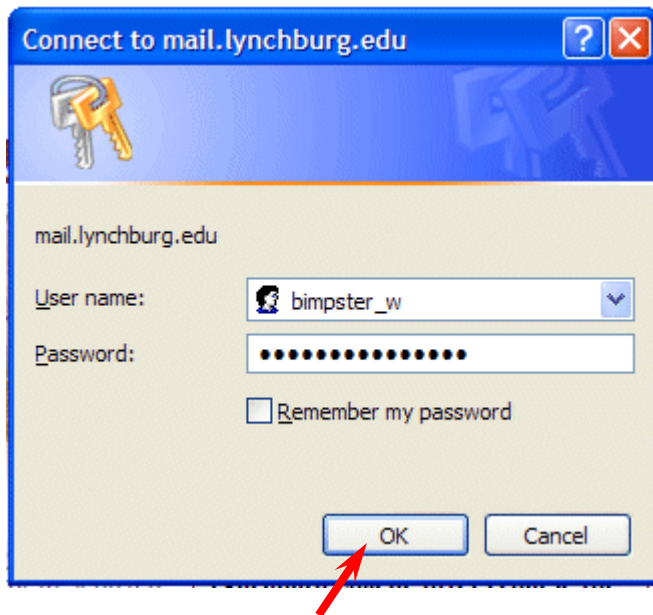 Connect to mail.lynchburg.edu
mail.lynchburg.edu
User name: bimpster_w
Password: •••••••••••••••
Remember my password
OK Cancel